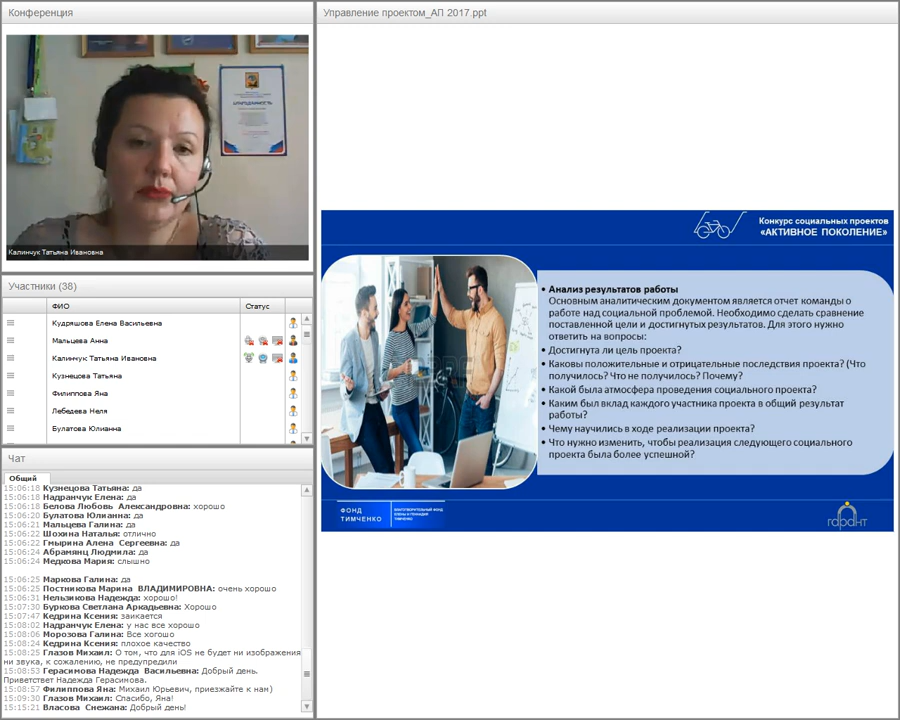 Конференция
БЛАГОДАРНОСТЬ
Калинчук Татьяна Ивановна
Участники (38)
ФИО
Статус
Кудряшова Елена Васильевна
Мальцева Анна
Калинчук Татьяна Ивановна
Кузнецова Татьяна
Филиппова Яна
Лебедева Неля
Булатова Юлианна
Чат
Общий
15:06:18 Кузнецова Татьяна: да
15:06:18 Надранчук Елена: да
15:06:18 Белова Любовь Александровна: хорошо
15:06:20 Булатова Юлианна: да
15:06:21 Мальцева Галина: да
15:06:22 Шохина Наталья: отлично
15:06:22 Гмырина Алена Сергеевна: да
15:06:24 Абрамянц Людмила: да
15:06:24 Медкова Мария: слышно
15:06:25 Маркова Галина: да
15:06:25 Постникова Марина ВЛАДИМИРОВНА: очень хорошо
15:06:31 Нельзикова Надежда: хорошо!
15:07:30 Буркова Светлана Аркадьевна: Хорошо
15:07:47 Кедрина Ксения: заикается
15:08:02 Надранчук Елена: у нас все хорошо
15:08:06 Морозова Галина: Все хогошо
15:08:24 Кедрина Ксения: плохое качество
15:08:25 Глазов Михаил: О том, что для iOS не будет ни изображения,
ни звука, к сожалению, не предупредили
15:08:53 Герасимова Надежда Васильевна: Добрый день.
Приветствет Надежда Герасимова.
15:08:57 Филиппова Яна: Михаил Юрьевич, приезжайте к нам)
15:09:30 Глазов Михаил: Спасибо, Яна!
15:15:21 Власова Снежана: Добрый день!
Управление проектом_АП 2017.ppt
Конкурс социальных проектов
«АКТИВНОЕ ПОКОЛЕНИЕ»
• Анализ результатов работы
Основным аналитическим документом является отчет команды о
работе над социальной проблемой. Необходимо сделать сравнение
поставленной цели и достигнутых результатов. Для этого нужно
ответить на вопросы:
• Достигнута ли цель проекта?
• Каковы положительные и отрицательные последствия проекта? (Что
получилось? Что не получилось? Почему?
• Какой была атмосфера проведения социального проекта?
• Каким был вклад каждого участника проекта в общий результат
работы?
• Чему научились в ходе реализации проекта?
• Что нужно изменить, чтобы реализация следующего социального
проекта была более успешной?
ФОНД
ТИМЧЕНКО
БЛАГОТВОРИТЕЛЬНЫЙ ФОНД
ЕЛЕНЫ И ГЕННАДИЯ
ТИМЧЕНКО
гарант